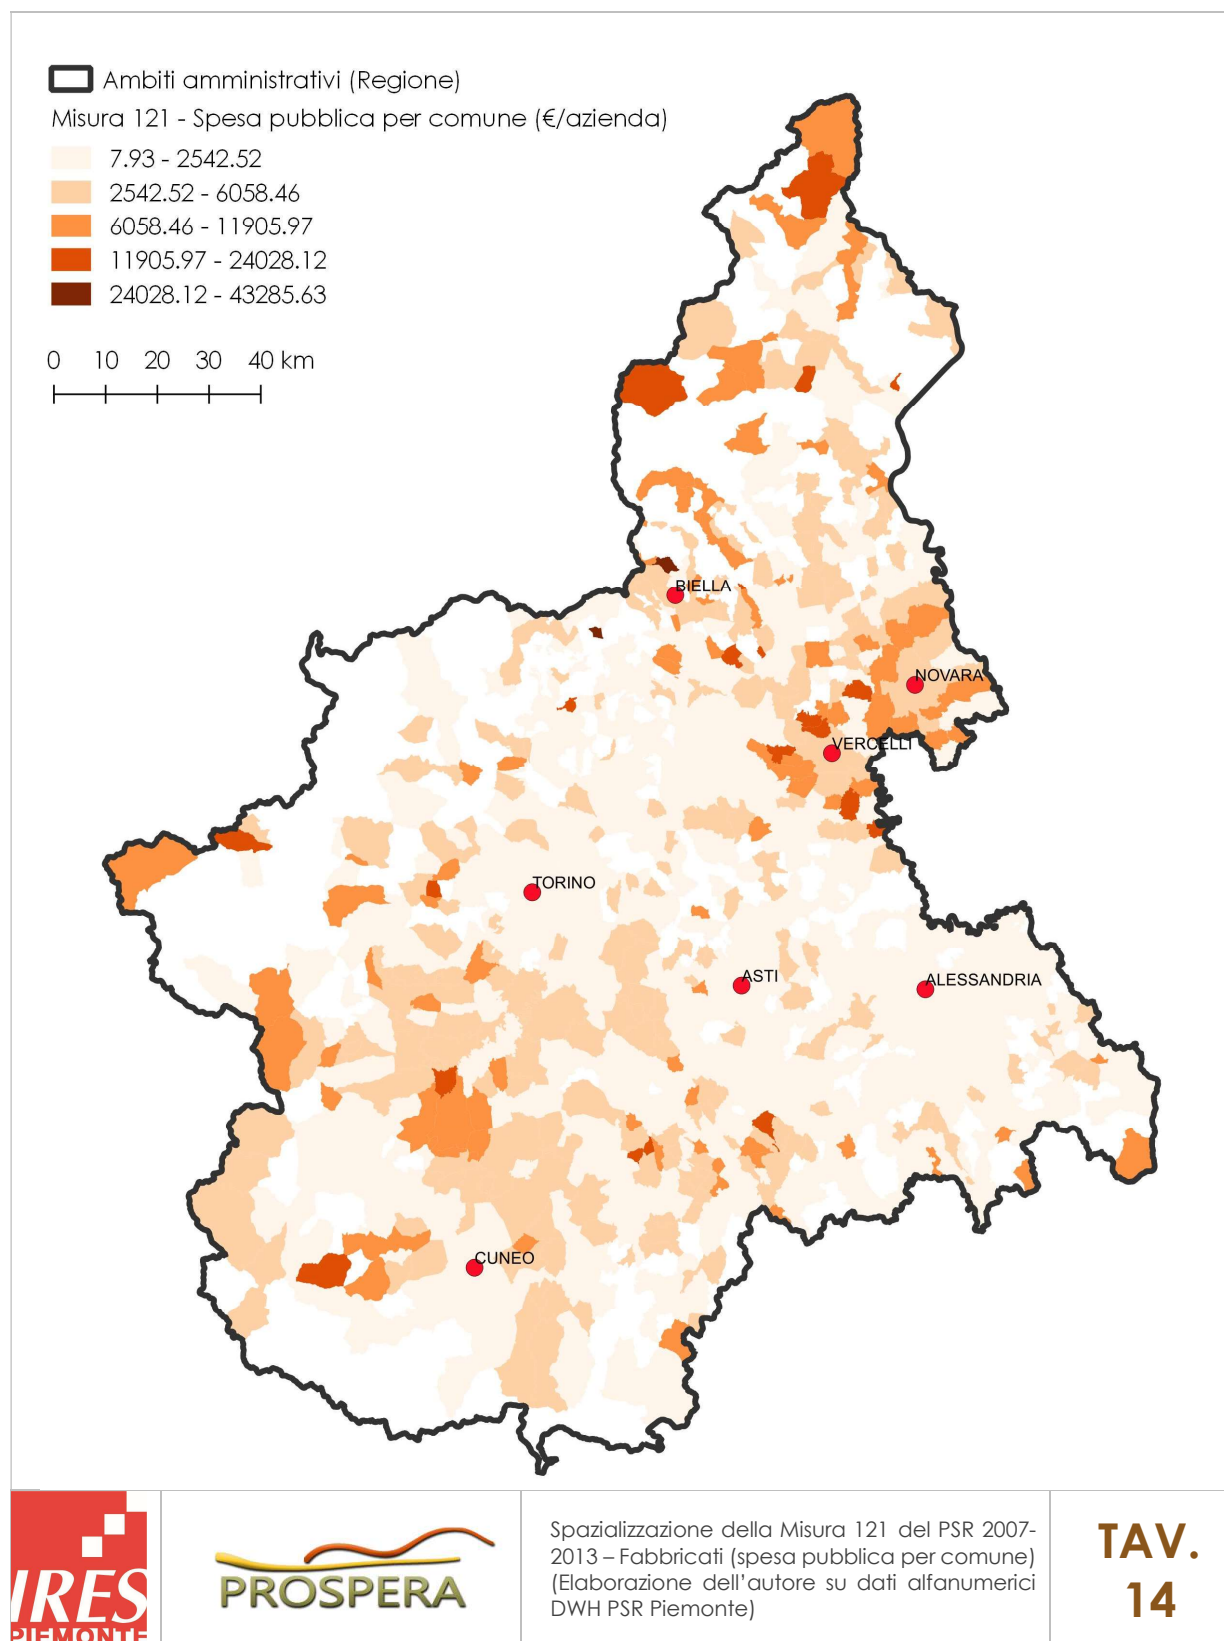 Ambiti amministrativi (Regione)
Misura 121 - Spesa pubblica per comune (€/azienda)
7.93 - 2542.52
2542.52 - 6058.46
6058.46 - 11905.97
11905.97 - 24028.12
24028.12 - 43285.63
0 10 20 30 40 km
BIELLA
NOVARA
VERCELLI
TORINO
ASTI
ALESSANDRIA
CUNEO
IRES
PIEMONTE
PROSPERA
Spazializzazione della Misura 121 del PSR 2007-
2013 – Fabbricati (spesa pubblica per comune)
(Elaborazione dell'autore su dati alfanumerici
DWH PSR Piemonte)
TAV.
14